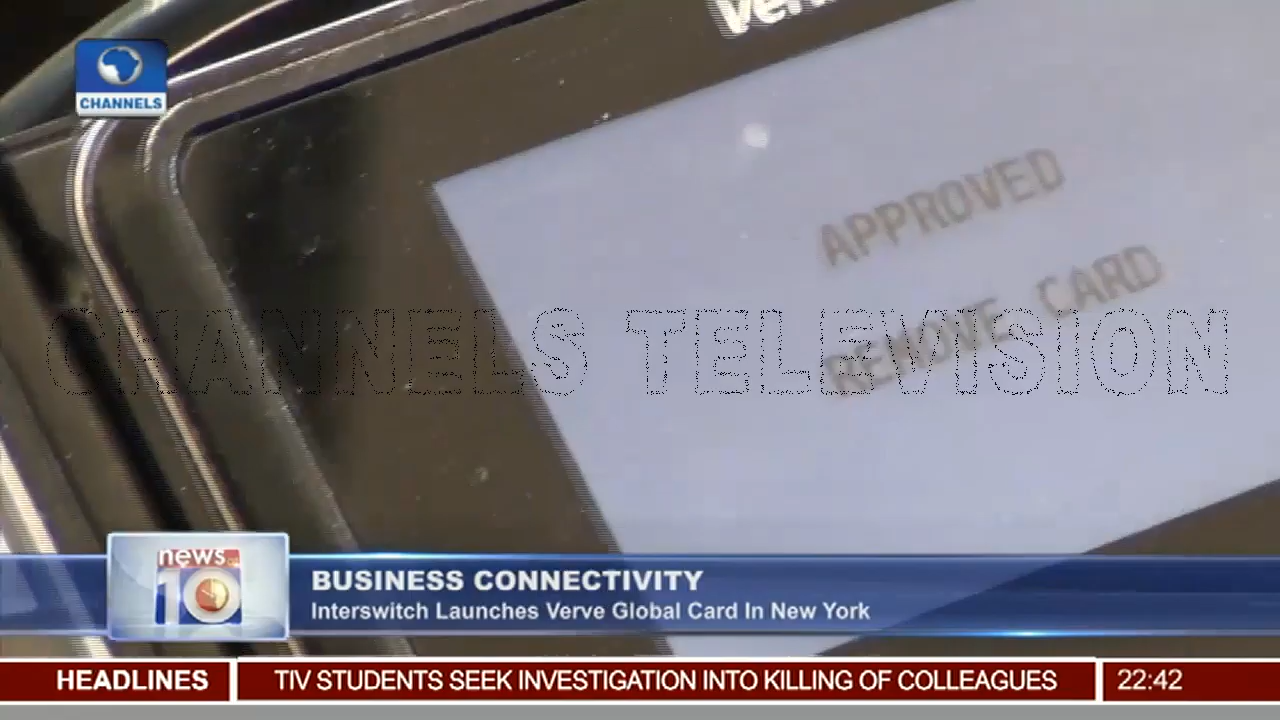 CHANNELS
APPROVED
REMOVE CARD
CHANNELS TELEVISION
news
10
BUSINESS CONNECTIVITY
Interswitch Launches Verve Global Card In New York
HEADLINES
TIV STUDENTS SEEK INVESTIGATION INTO KILLING OF COLLEAGUES
22:42